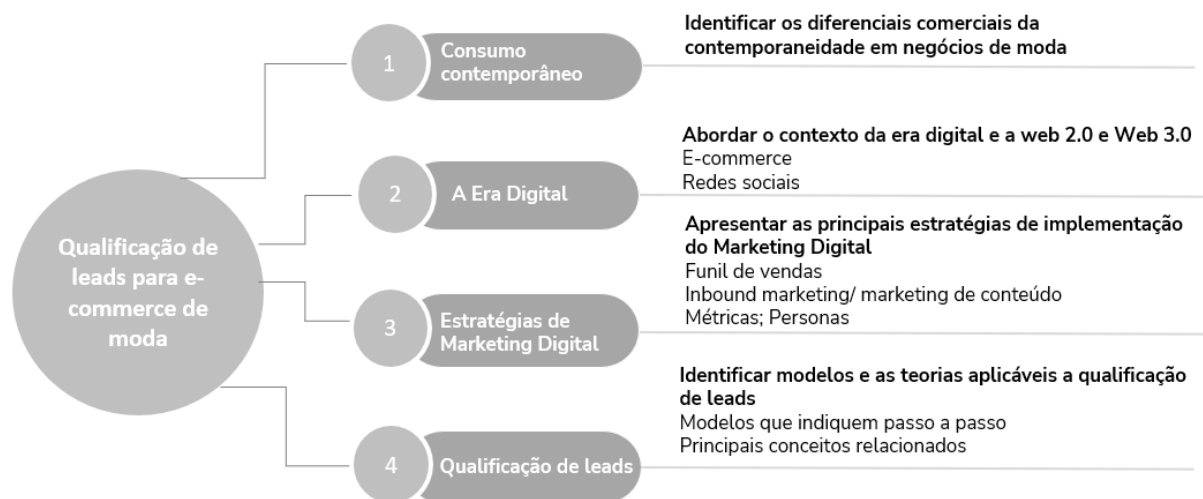 Qualificação de
leads para e-
commerce de
moda
1
Consumo
contemporâneo
Identificar os diferenciais comerciais da
contemporaneidade em negócios de moda
2
A Era Digital
Abordar o contexto da era digital e a web 2.0 e Web 3.0
E-commerce
Redes sociais
3
Estratégias de
Marketing Digital
Apresentar as principais estratégias de implementação
do Marketing Digital
Funil de vendas
Inbound marketing/ marketing de conteúdo
Métricas; Personas
4
Qualificação de leads
Identificar modelos e as teorias aplicáveis a qualificação
de leads
Modelos que indiquem passo a passo
Principais conceitos relacionados